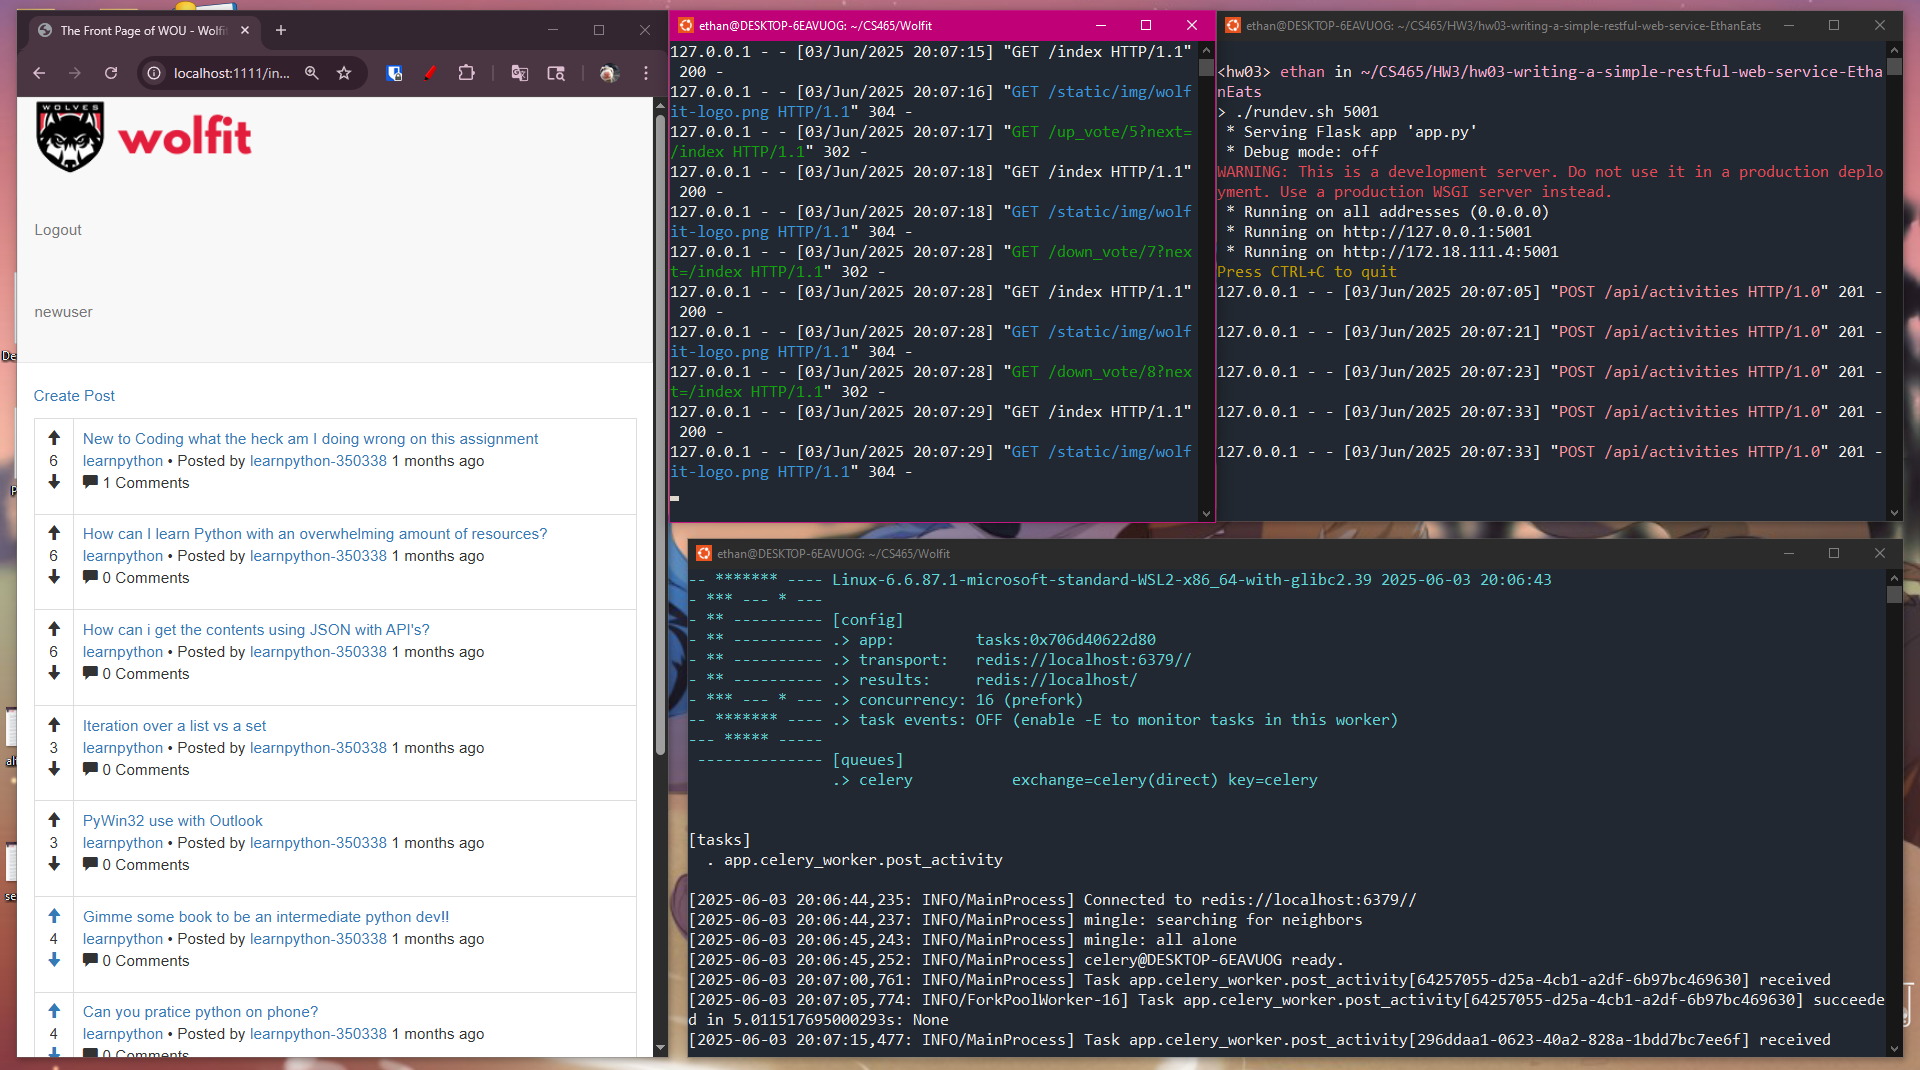 The Front Page of WOU - Wolfit
localhost:1111/in...
WOLVES
wolfit
Logout
newuser
Create Post
New to Coding what the heck am I doing wrong on this assignment
6
learnpython • Posted by learnpython-350338 1 months ago
1 Comments
How can I learn Python with an overwhelming amount of resources?
6
learnpython • Posted by learnpython-350338 1 months ago
0 Comments
How can i get the contents using JSON with API's?
6
learnpython • Posted by learnpython-350338 1 months ago
0 Comments
Iteration over a list vs a set
3
learnpython • Posted by learnpython-350338 1 months ago
0 Comments
PyWin32 use with Outlook
3
learnpython • Posted by learnpython-350338 1 months ago
0 Comments
Gimme some book to be an intermediate python dev!!
4
learnpython • Posted by learnpython-350338 1 months ago
0 Comments
Can you pratice python on phone?
4
learnpython • Posted by learnpython-350338 1 months ago
0 Comments
ethan@DESKTOP-6EAVUOG: ~/CS465/Wolfit
127.0.0.1 - - [03/Jun/2025 20:07:15] "GET /index HTTP/1.1"
200 -
127.0.0.1 - - [03/Jun/2025 20:07:16] "GET /static/img/wolf
it-logo.png HTTP/1.1" 304 -
127.0.0.1 - - [03/Jun/2025 20:07:17] "GET /up_vote/5?next=
/index HTTP/1.1" 302 -
127.0.0.1 - - [03/Jun/2025 20:07:18] "GET /index HTTP/1.1"
200 -
127.0.0.1 - - [03/Jun/2025 20:07:18] "GET /static/img/wolf
it-logo.png HTTP/1.1" 304 -
127.0.0.1 - - [03/Jun/2025 20:07:28] "GET /down_vote/7?nex
t=/index HTTP/1.1" 302 -
127.0.0.1 - - [03/Jun/2025 20:07:28] "GET /index HTTP/1.1"
200 -
127.0.0.1 - - [03/Jun/2025 20:07:28] "GET /static/img/wolf
it-logo.png HTTP/1.1" 304 -
127.0.0.1 - - [03/Jun/2025 20:07:28] "GET /down_vote/8?nex
t=/index HTTP/1.1" 302 -
127.0.0.1 - - [03/Jun/2025 20:07:29] "GET /index HTTP/1.1"
200 -
127.0.0.1 - - [03/Jun/2025 20:07:29] "GET /static/img/wolf
it-logo.png HTTP/1.1" 304 -
ethan@DESKTOP-6EAVUOG: ~/CS465/HW3/hw03-writing-a-simple-restful-web-service-EthanEats
<hw03> ethan in ~/CS465/HW3/hw03-writing-a-simple-restful-web-service-Etha
nEats
> ./rundev.sh 5001
* Serving Flask app 'app.py'
* Debug mode: off
WARNING: This is a development server. Do not use it in a production deplo
yment. Use a production WSGI server instead.
* Running on all addresses (0.0.0.0)
* Running on http://127.0.0.1:5001
* Running on http://172.18.111.4:5001
Press CTRL+C to quit
127.0.0.1 - - [03/Jun/2025 20:07:05] "POST /api/activities HTTP/1.0" 201 -
127.0.0.1 - - [03/Jun/2025 20:07:21] "POST /api/activities HTTP/1.0" 201 -
127.0.0.1 - - [03/Jun/2025 20:07:23] "POST /api/activities HTTP/1.0" 201 -
127.0.0.1 - - [03/Jun/2025 20:07:33] "POST /api/activities HTTP/1.0" 201 -
127.0.0.1 - - [03/Jun/2025 20:07:33] "POST /api/activities HTTP/1.0" 201 -
ethan@DESKTOP-6EAVUOG: ~/CS465/Wolfit
-- ******* ---- Linux-6.6.87.1-microsoft-standard-WSL2-x86_64-with-glibc2.39 2025-06-03 20:06:43
- *** --- * ---
- ** ---------- [config]
- ** ---------- .> app:         tasks:0x706d40622d80
- ** ---------- .> transport:   redis://localhost:6379//
- ** ---------- .> results:     redis://localhost/
- *** --- * --- .> concurrency: 16 (prefork)
-- ******* ---- .> task events: OFF (enable -E to monitor tasks in this worker)
--- ***** -----
-------------- [queues]
.> celery           exchange=celery(direct) key=celery
[tasks]
. app.celery_worker.post_activity
[2025-06-03 20:06:44,235: INFO/MainProcess] Connected to redis://localhost:6379//
[2025-06-03 20:06:44,237: INFO/MainProcess] mingle: searching for neighbors
[2025-06-03 20:06:45,243: INFO/MainProcess] mingle: all alone
[2025-06-03 20:06:45,252: INFO/MainProcess] celery@DESKTOP-6EAVUOG ready.
[2025-06-03 20:07:00,761: INFO/MainProcess] Task app.celery_worker.post_activity[64257055-d25a-4cb1-a2df-6b97bc469630] received
[2025-06-03 20:07:05,774: INFO/ForkPoolWorker-16] Task app.celery_worker.post_activity[64257055-d25a-4cb1-a2df-6b97bc469630] succeede
d in 5.011517695000293s: None
[2025-06-03 20:07:15,477: INFO/MainProcess] Task app.celery_worker.post_activity[296ddaa1-0623-40a2-828a-1bdd7bc7ee6f] received